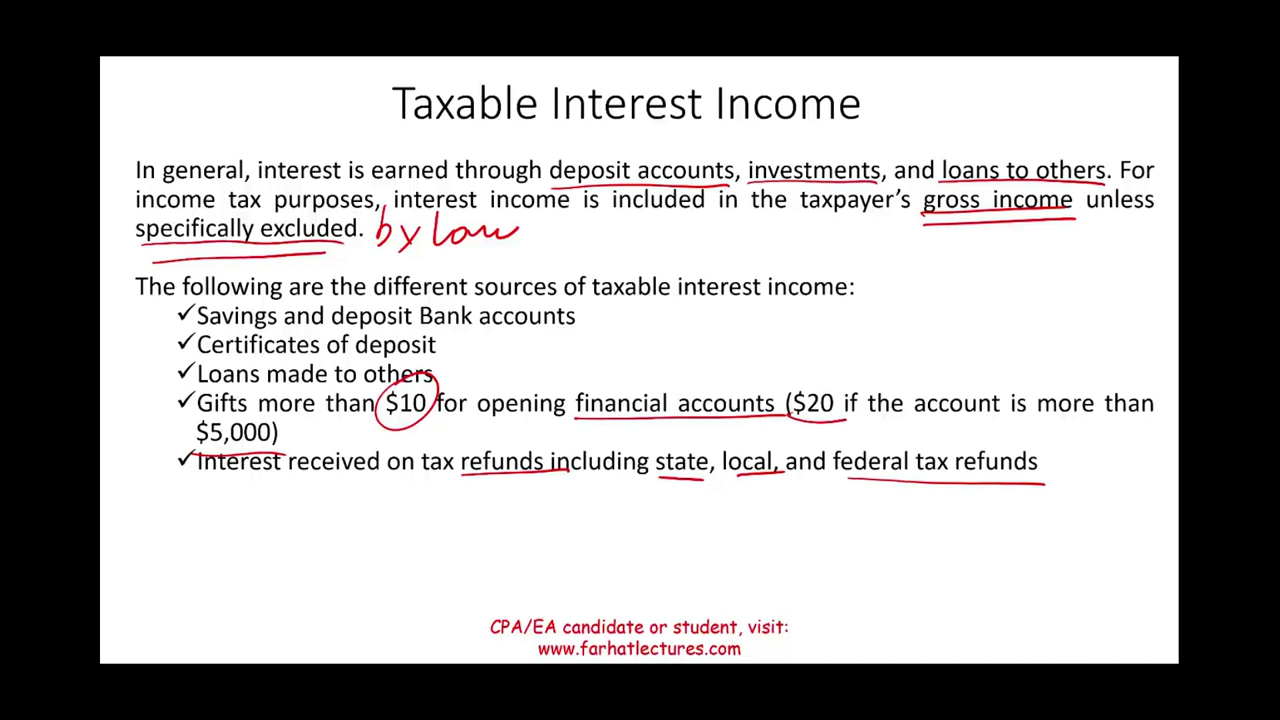 Taxable Interest Income
In general, interest is earned through deposit accounts, investments, and loans to others. For
income tax purposes, interest income is included in the taxpayer's gross income unless
specifically excluded. by law
The following are the different sources of taxable interest income:
✓Savings and deposit Bank accounts
✓Certificates of deposit
✓Loans made to others
✓Gifts more than $10 for opening financial accounts ($20 if the account is more than
$5,000)
✓Interest received on tax refunds including state, local, and federal tax refunds
CPA/EA candidate or student, visit:
www.farhatlectures.com